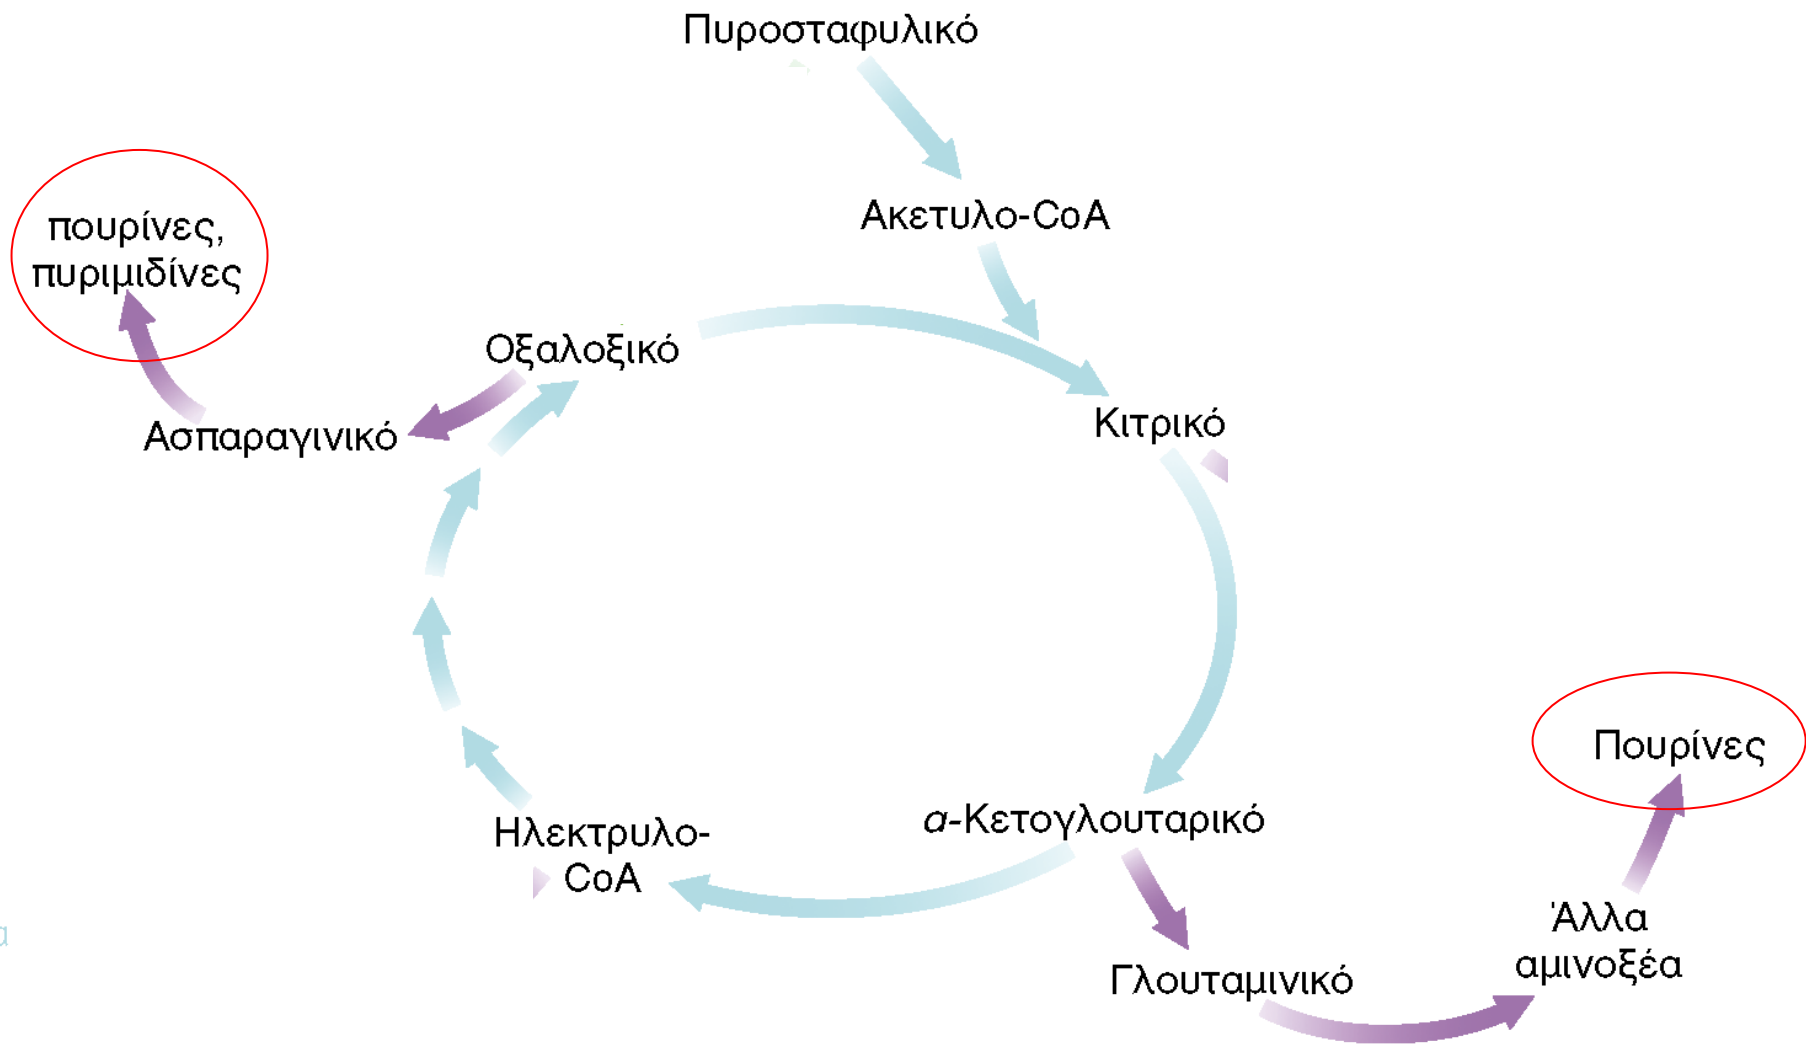 Πυροσταφυλικό
Ακετυλο-CoA
πουρίνες,
πυριμιδίνες
Οξαλοξικό
Κιτρικό
Ασπαραγινικό
Πουρίνες
α-Κετογλουταρικό
Ηλεκτρυλο-
CoA
Άλλα
αμινοξέα
Γλουταμινικό